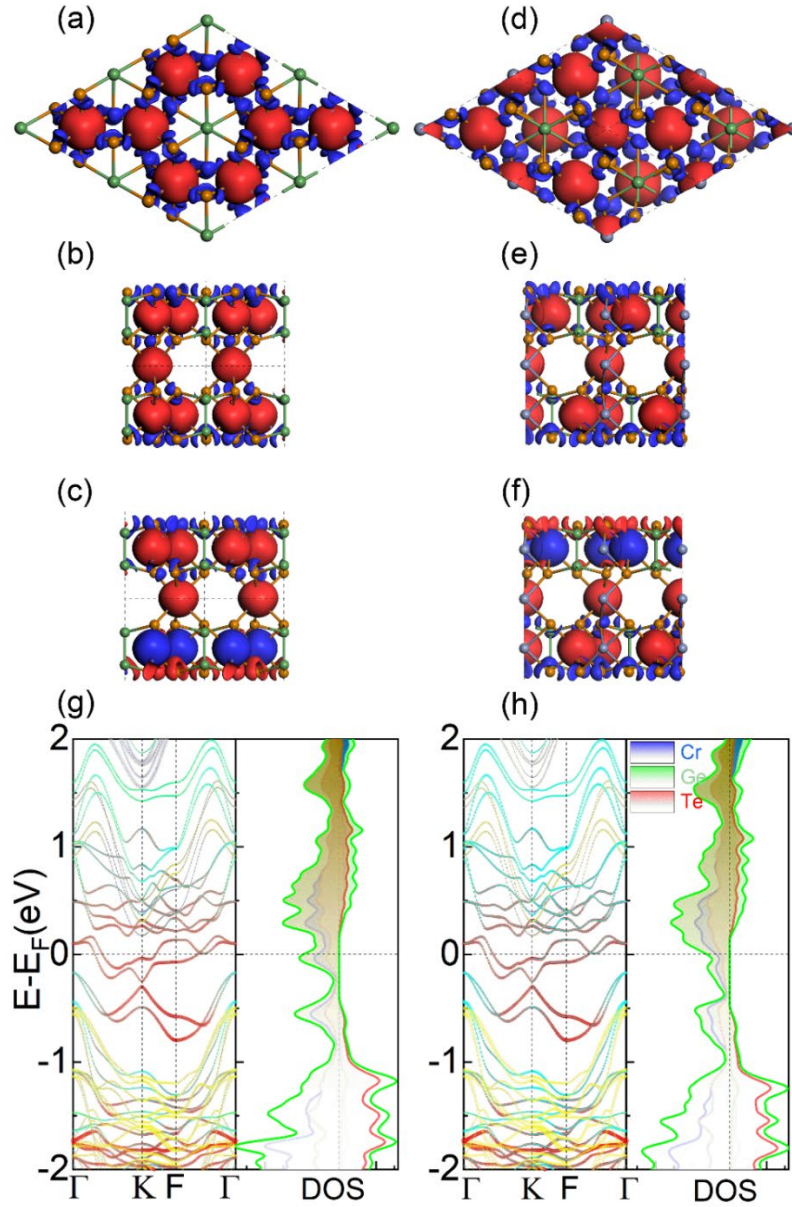 (a)
(d)
(b)
(e)
(c)
(f)
(g)
(h)
2
1
0
-1
-2
E-E_F(eV)
Γ K F Γ
DOS
2
1
0
-1
-2
Cr
Ge
Te
Γ K F Γ
DOS